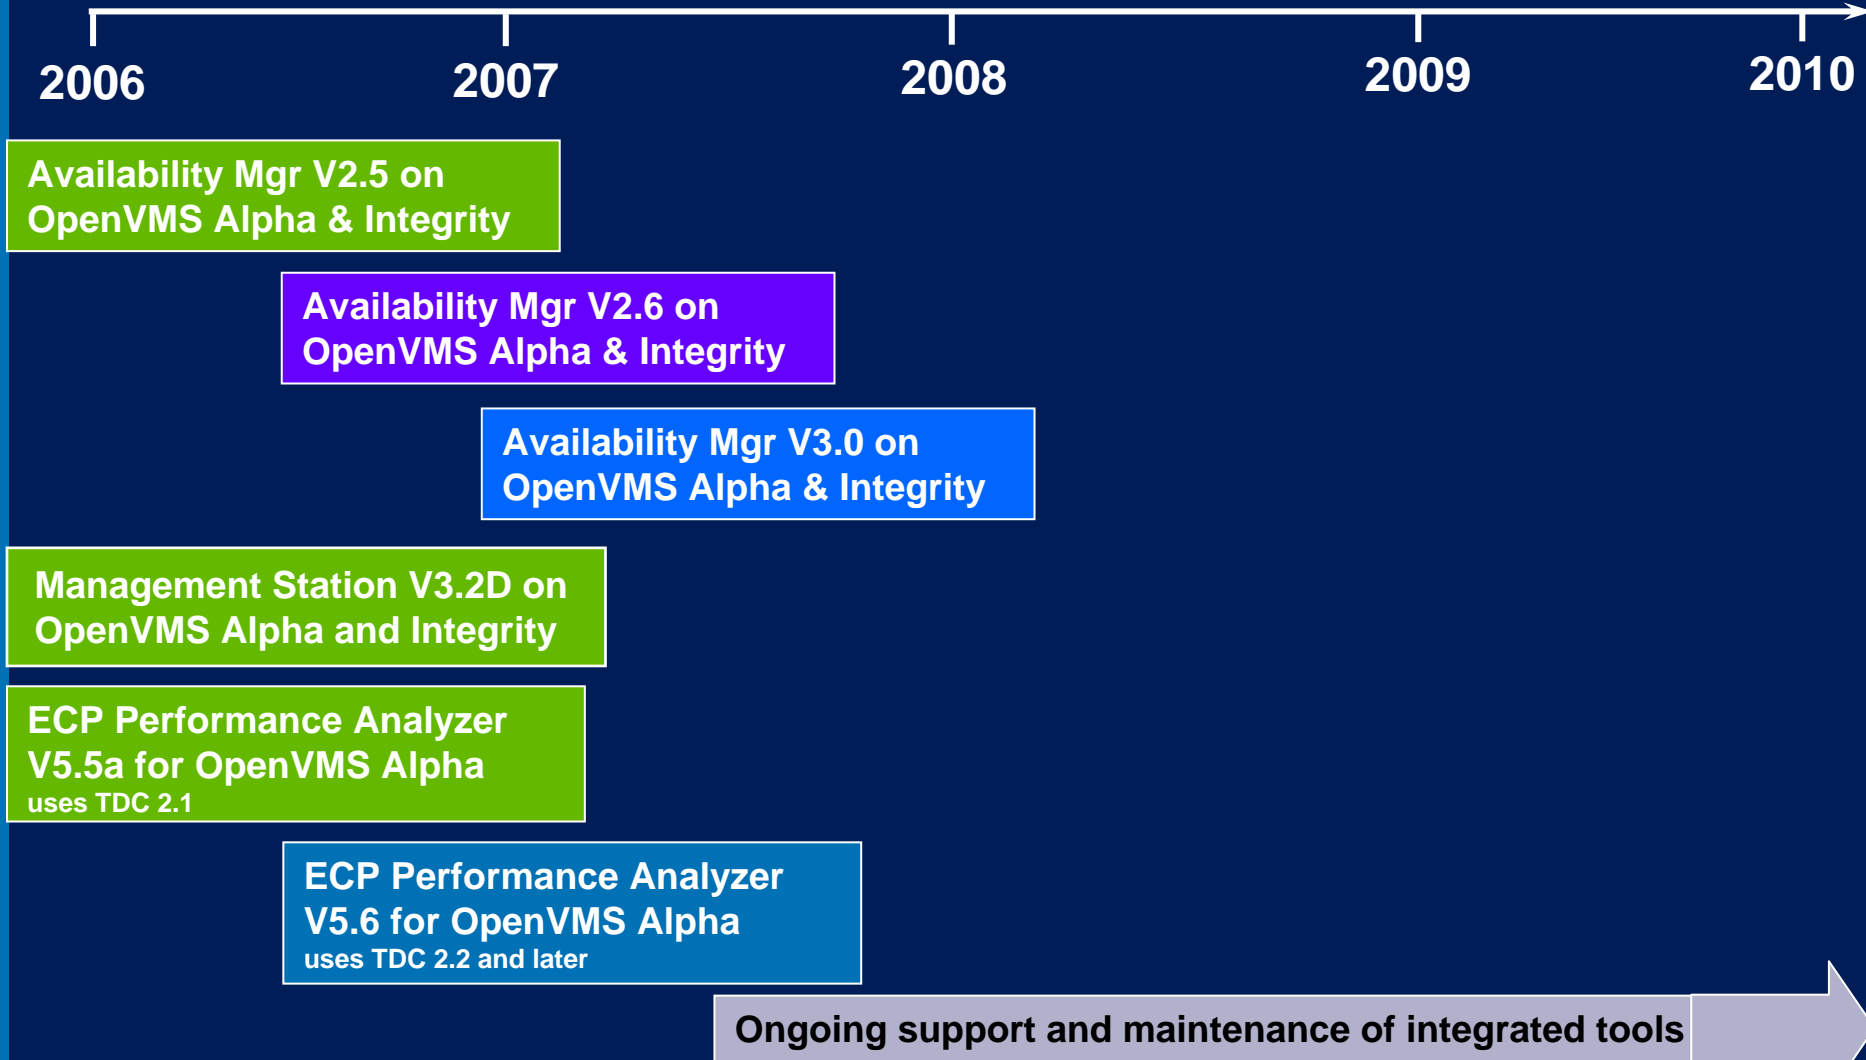 2006
2007
2008
2009
2010
Availability Mgr V2.5 on
OpenVMS Alpha & Integrity
Availability Mgr V2.6 on
OpenVMS Alpha & Integrity
Availability Mgr V3.0 on
OpenVMS Alpha & Integrity
Management Station V3.2D on
OpenVMS Alpha and Integrity
ECP Performance Analyzer
V5.5a for OpenVMS Alpha
uses TDC 2.1
ECP Performance Analyzer
V5.6 for OpenVMS Alpha
uses TDC 2.2 and later
Ongoing support and maintenance of integrated tools